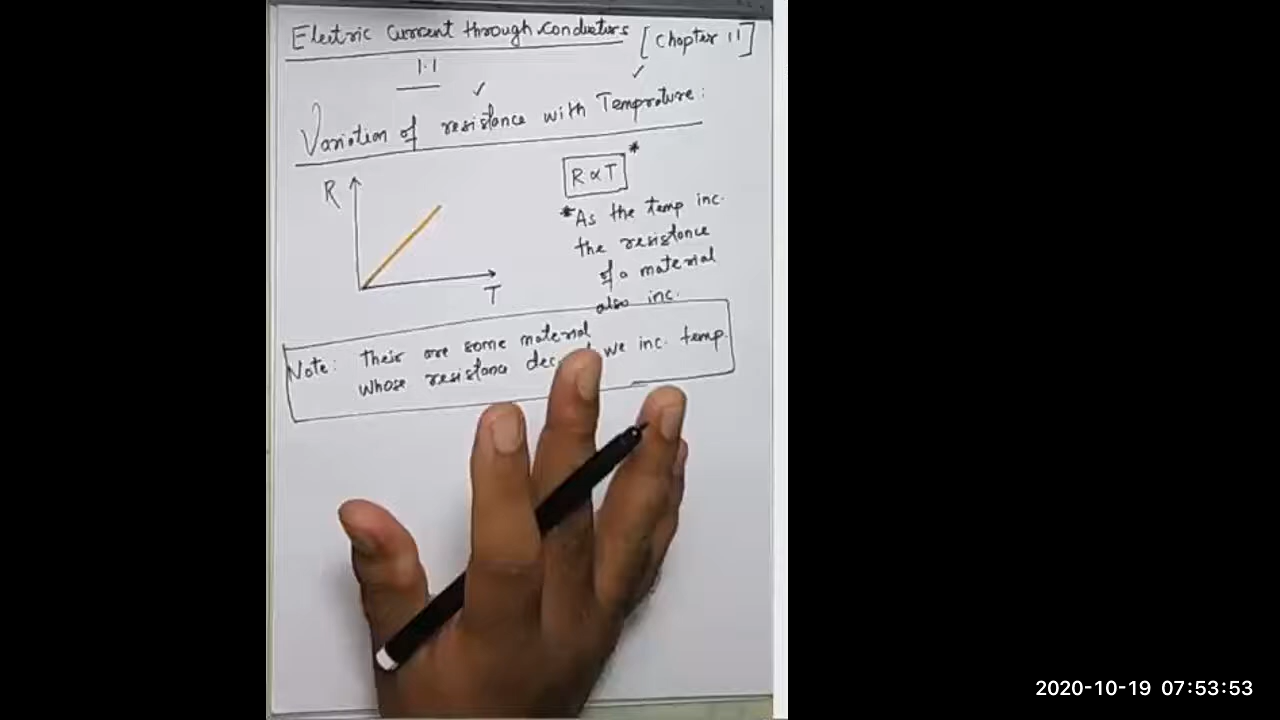 Electric Current through Conductors [Chapter 11]
1.1
Variation of resistance with Temprature:
R
T
R ∝ T *
*As the temp inc.
the resistance
of a material
also inc.
Note: Their are some material
whose resistance we inc. temp.
2020-10-19 07:53:53